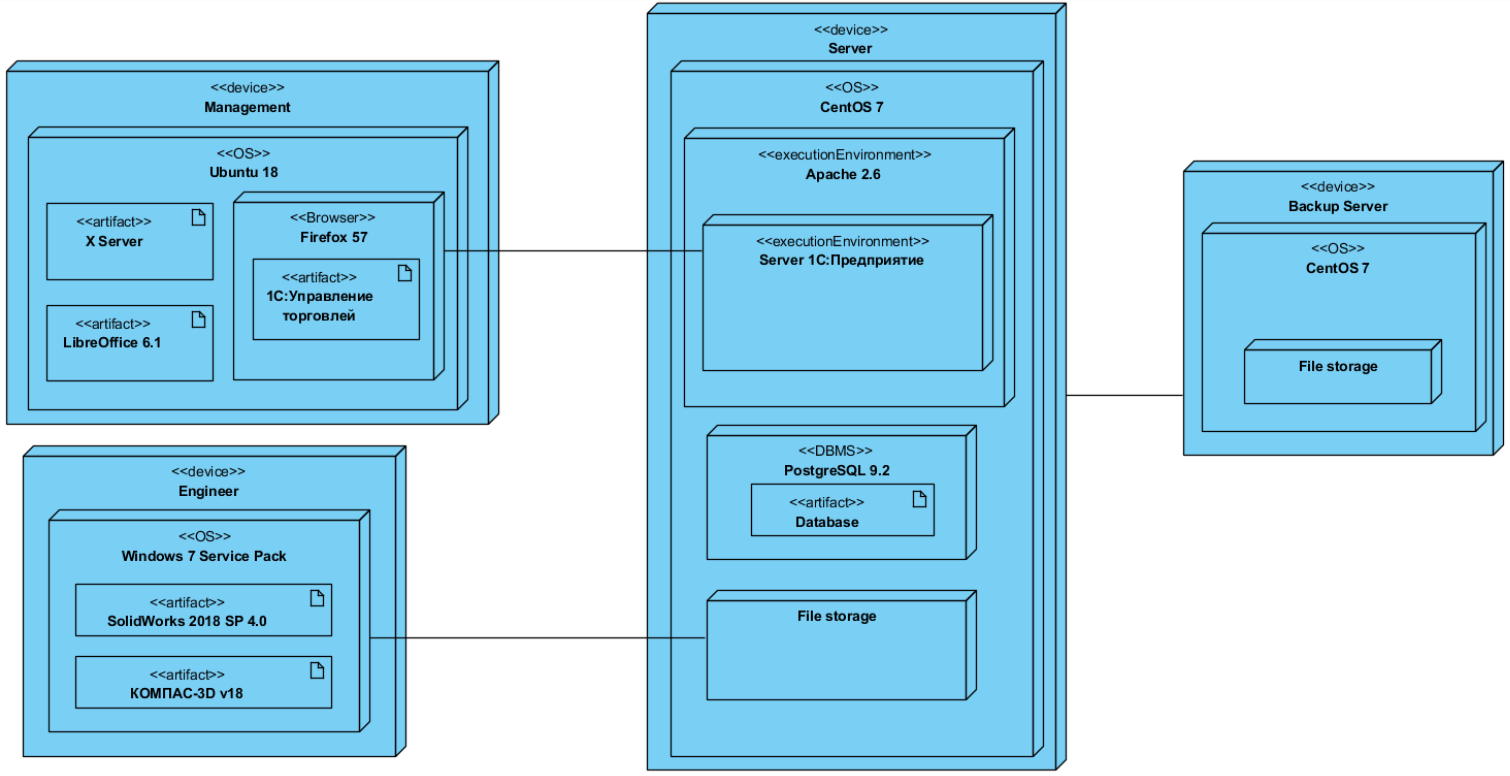 <<device>>
Management
<<OS>>
Ubuntu 18
<<artifact>>
X Server
<<artifact>>
LibreOffice 6.1
<<Browser>>
Firefox 57
<<artifact>>
1С:Управление
торговлей
<<device>>
Engineer
<<OS>>
Windows 7 Service Pack
<<artifact>>
SolidWorks 2018 SP 4.0
<<artifact>>
КОМПАС-3D v18
<<device>>
Server
<<OS>>
CentOS 7
<<executionEnvironment>>
Apache 2.6
<<executionEnvironment>>
Server 1С:Предприятие
<<DBMS>>
PostgreSQL 9.2
<<artifact>>
Database
File storage
<<device>>
Backup Server
<<OS>>
CentOS 7
File storage